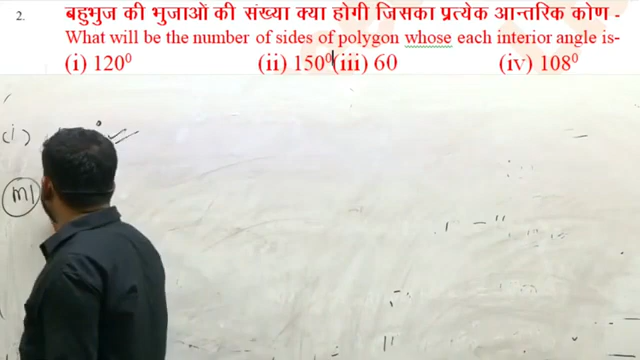 2. बहुभुज की भुजाओं की संख्या क्या होगी जिसका प्रत्येक आन्तरिक कोण -
What will be the number of sides of polygon whose each interior angle is-
(i) 120⁰ (ii) 150⁰(iii) 60 (iv) 108⁰
(i)
M1